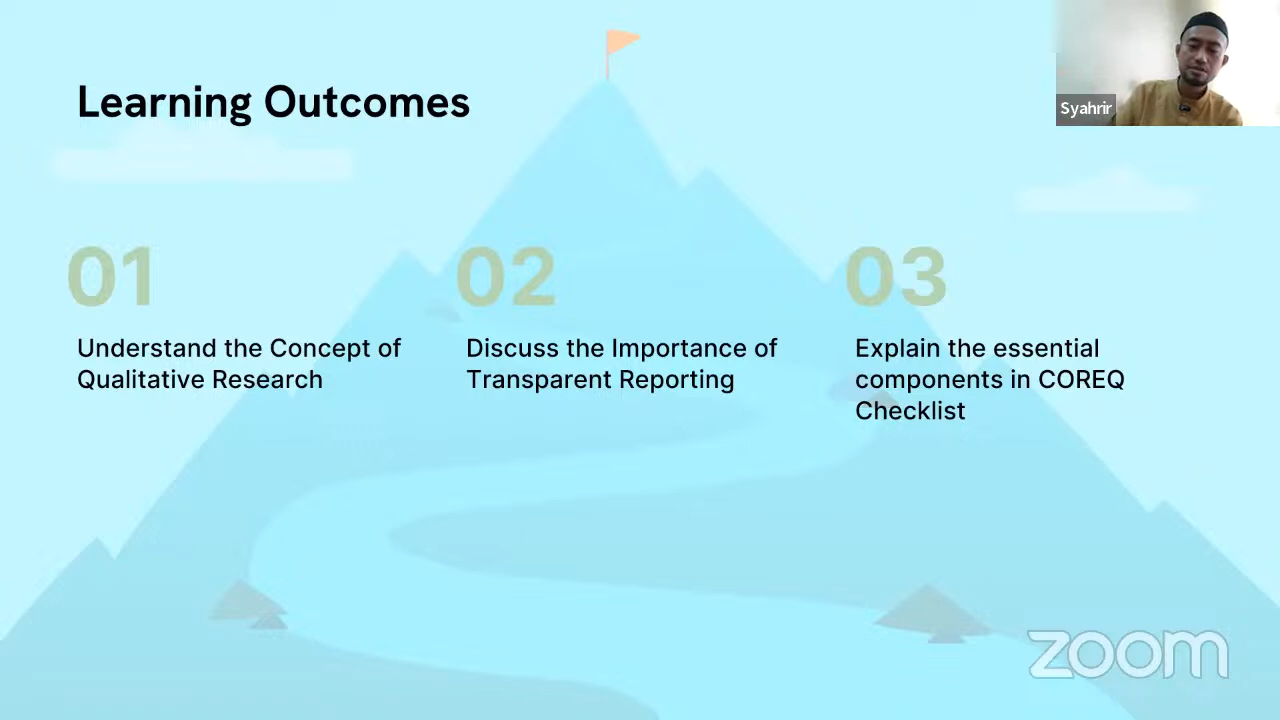 Learning Outcomes
Syahrir
01
Understand the Concept of
Qualitative Research
02
Discuss the Importance of
Transparent Reporting
03
Explain the essential
components in COREQ
Checklist
zoom